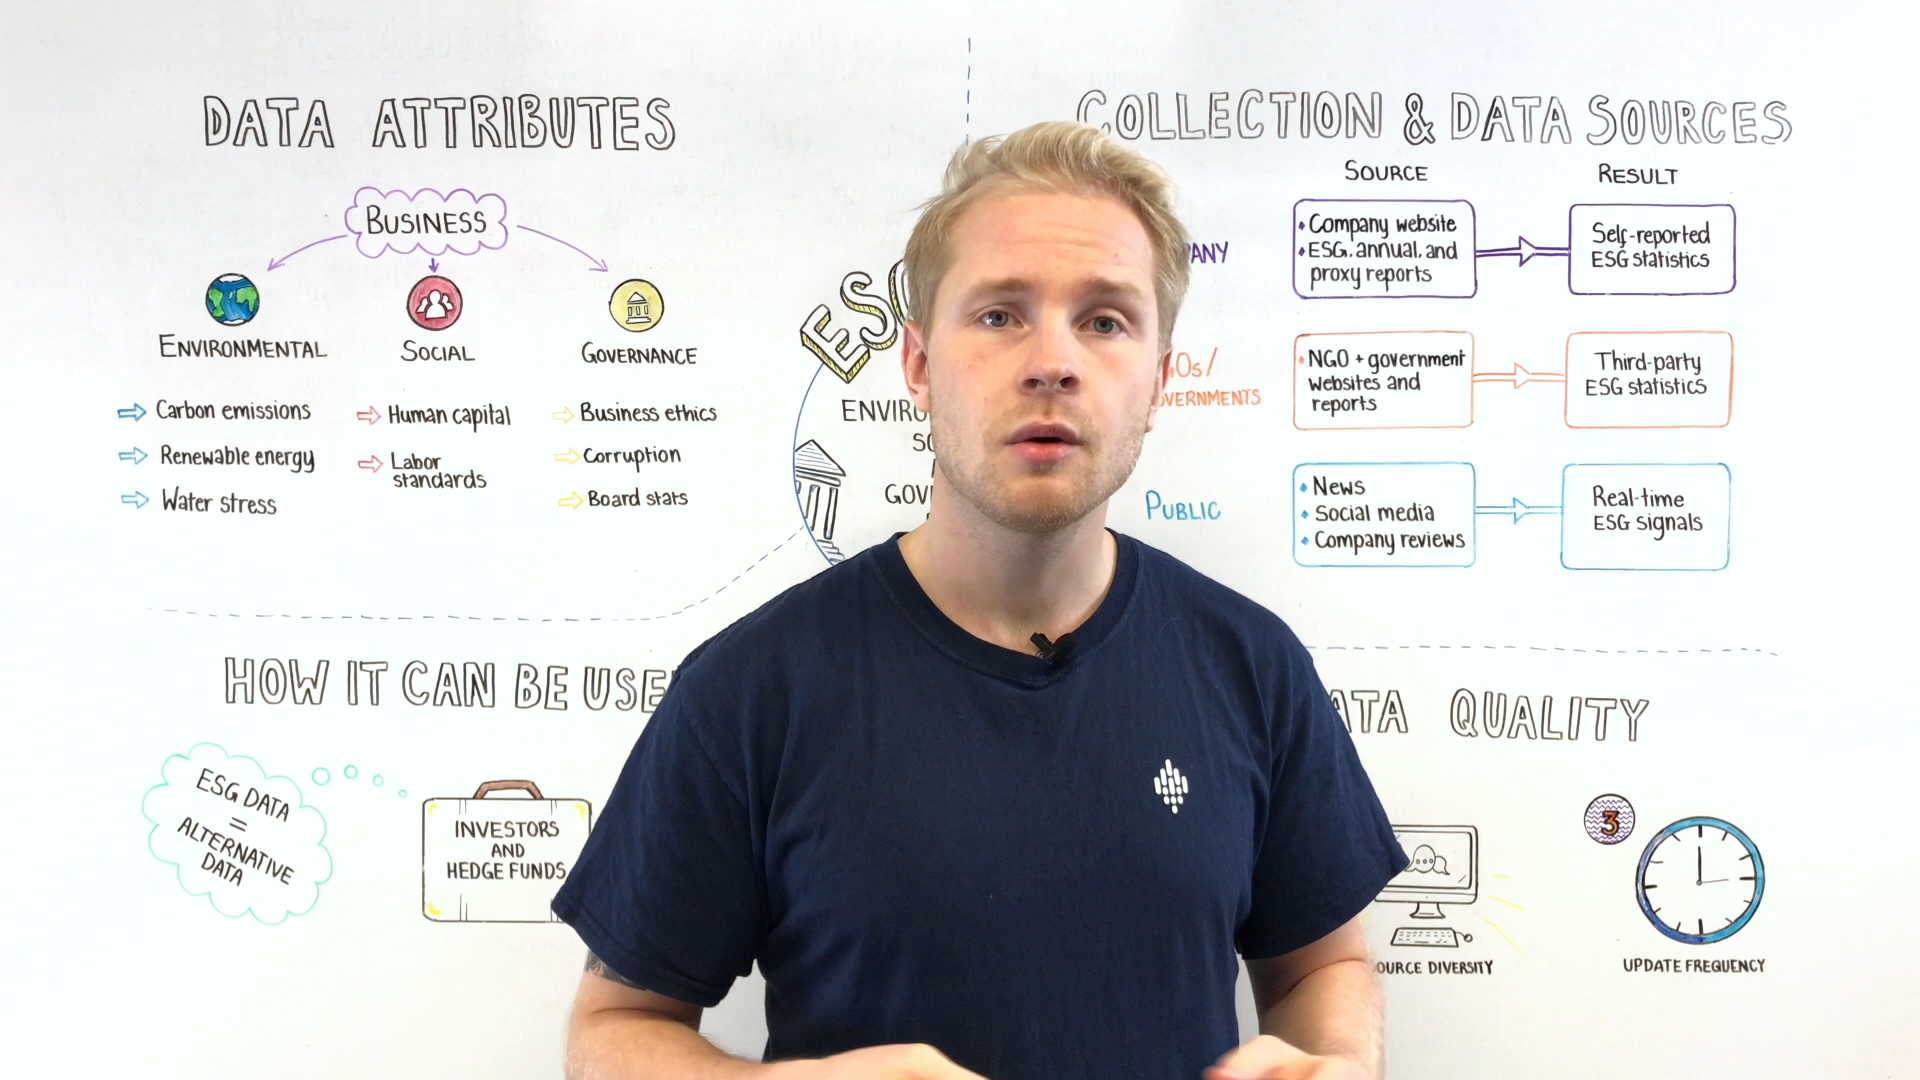 DATA ATTRIBUTES
BUSINESS
ENVIRONMENTAL
SOCIAL
GOVERNANCE
Carbon emissions
Renewable energy
Water stress
Human capital
Labor
standards
Business ethics
Corruption
Board stats
COLLECTION & DATA SOURCES
SOURCE
RESULT
Company website
ESG, annual, and
proxy reports
Self-reported
ESG statistics
NGO + government
websites and
reports
Third-party
ESG statistics
PUBLIC
News
Social media
Company reviews
Real-time
ESG signals
HOW IT CAN BE
ESG DATA
=
ALTERNATIVE
DATA
INVESTORS
AND
HEDGE FUNDS
QUALITY
DIVERSITY
3
UPDATE FREQUENCY